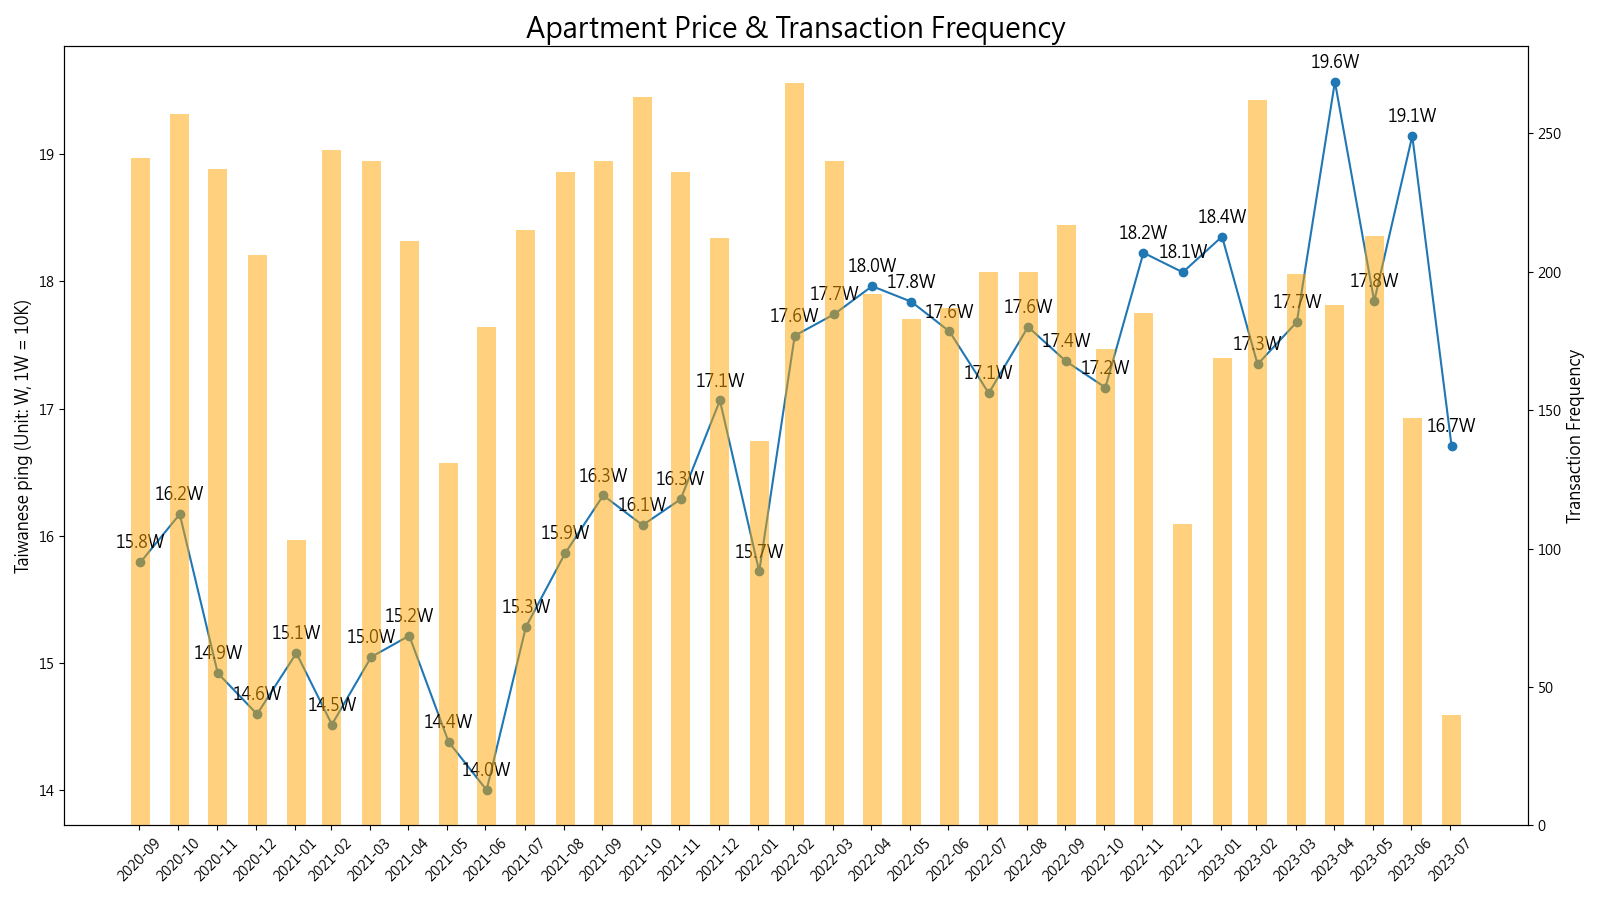 Apartment Price & Transaction Frequency
Taiwanese ping (Unit: W, 1W = 10K)
19
18
17
16
15
14
15.8W
16.2W
14.9W
14.6W
15.1W
14.5W
15.0W
15.2W
14.4W
14.0W
15.3W
15.9W
16.3W
16.1W
16.3W
17.1W
15.7W
17.6W
17.7W
18.0W
17.8W
17.6W
17.1W
17.6W
17.4W
17.2W
18.2W
18.1W
18.4W
17.3W
17.7W
19.6W
17.8W
19.1W
16.7W
250
200
150
100
50
0
Transaction Frequency
2020-09
2020-10
2020-11
2020-12
2021-01
2021-02
2021-03
2021-04
2021-05
2021-06
2021-07
2021-08
2021-09
2021-10
2021-11
2021-12
2022-01
2022-02
2022-03
2022-04
2022-05
2022-06
2022-07
2022-08
2022-09
2022-10
2022-11
2022-12
2023-01
2023-02
2023-03
2023-04
2023-05
2023-06
2023-07